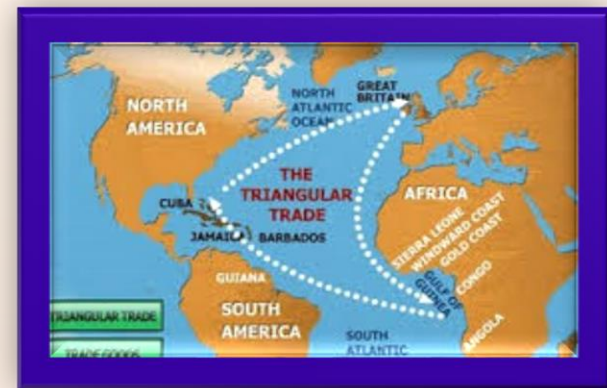 NORTH
AMERICA
NORTH
ATLANTIC
OCEAN
GREAT
BRITAIN
THE
TRIANGULAR
TRADE
CUBA
JAMAICA
BARBADOS
AFRICA
SIERRA LEONE
WINDWARD COAST
GOLD COAST
GULF OF
GUINEA
CONGO
ANGOLA
GUIANA
SOUTH
AMERICA
SOUTH
ATLANTIC
TRIANGULAR TRADE
TRADE GOODS